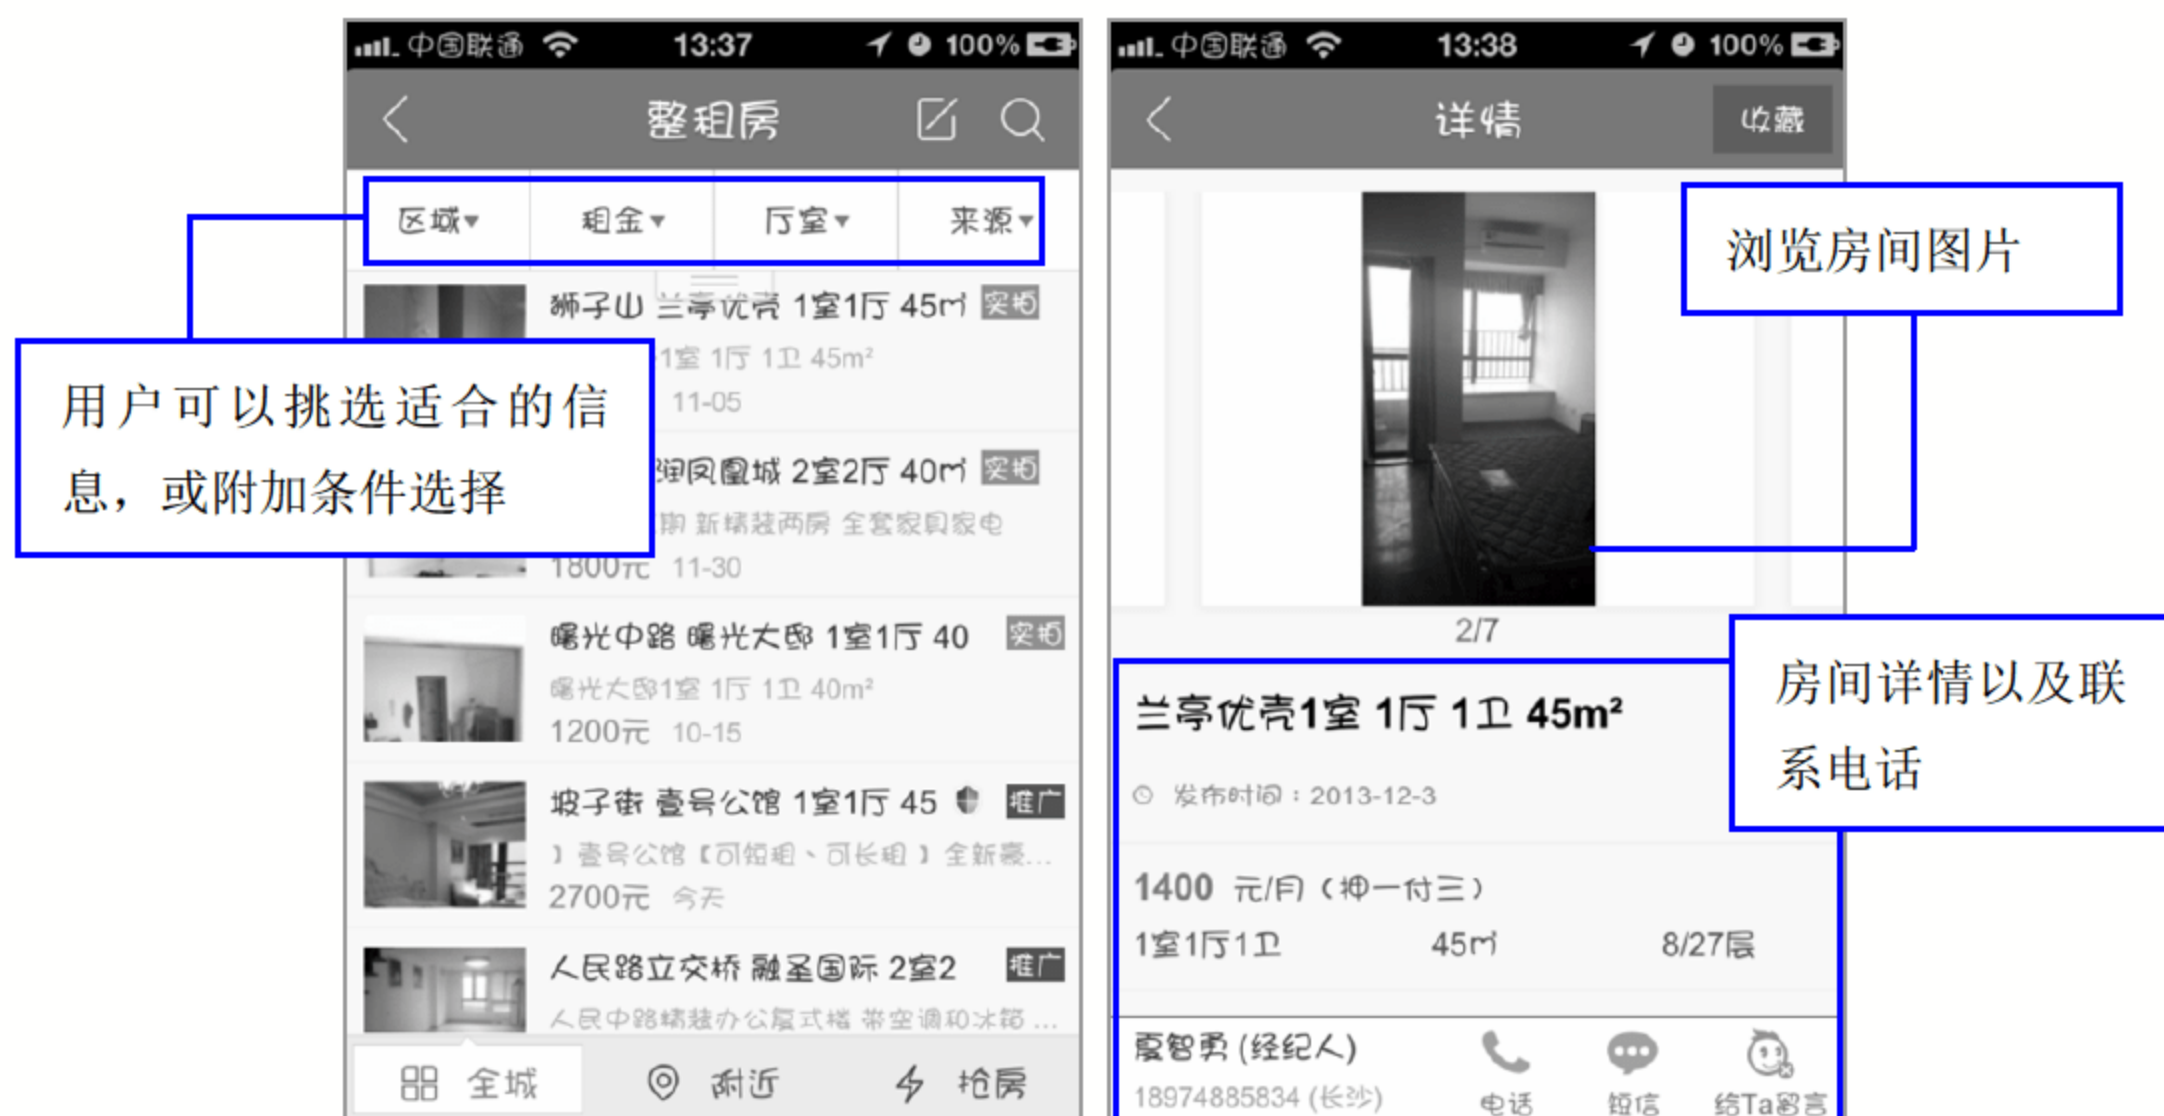 中国联通 13:37 100%
整租房
区域▾ 租金▾ 厅室▾ 来源▾
狮子山 兰亭优壳 1室1厅 45㎡ 实拍
1室 1厅 1卫 45m²
11-05
润凤凰城 2室2厅 40㎡ 实拍
期 新精装两房 全套家具家电
1800元 11-30
曙光中路 曙光大邸 1室1厅 40 实拍
曙光大邸1室 1厅 1卫 40m²
1200元 10-15
坡子街 壹号公馆 1室1厅 45 推广
】壹号公馆【可短租、可长租】全新豪...
2700元 今天
人民路立交桥 融圣国际 2室2 推广
人民中路精装办公复式楼 带空调和冰箱 ...
全城 附近 抢房
用户可以挑选适合的信
息，或附加条件选择
中国联通 13:38 100%
详情 收藏
浏览房间图片
2/7
兰亭优壳1室 1厅 1卫 45m²
发布时间：2013-12-3
1400 元/月（押一付三）
1室1厅1卫 45㎡ 8/27层
夏智勇 (经纪人)
18974885834 (长沙)
电话 短信 给Ta留言
房间详情以及联
系电话